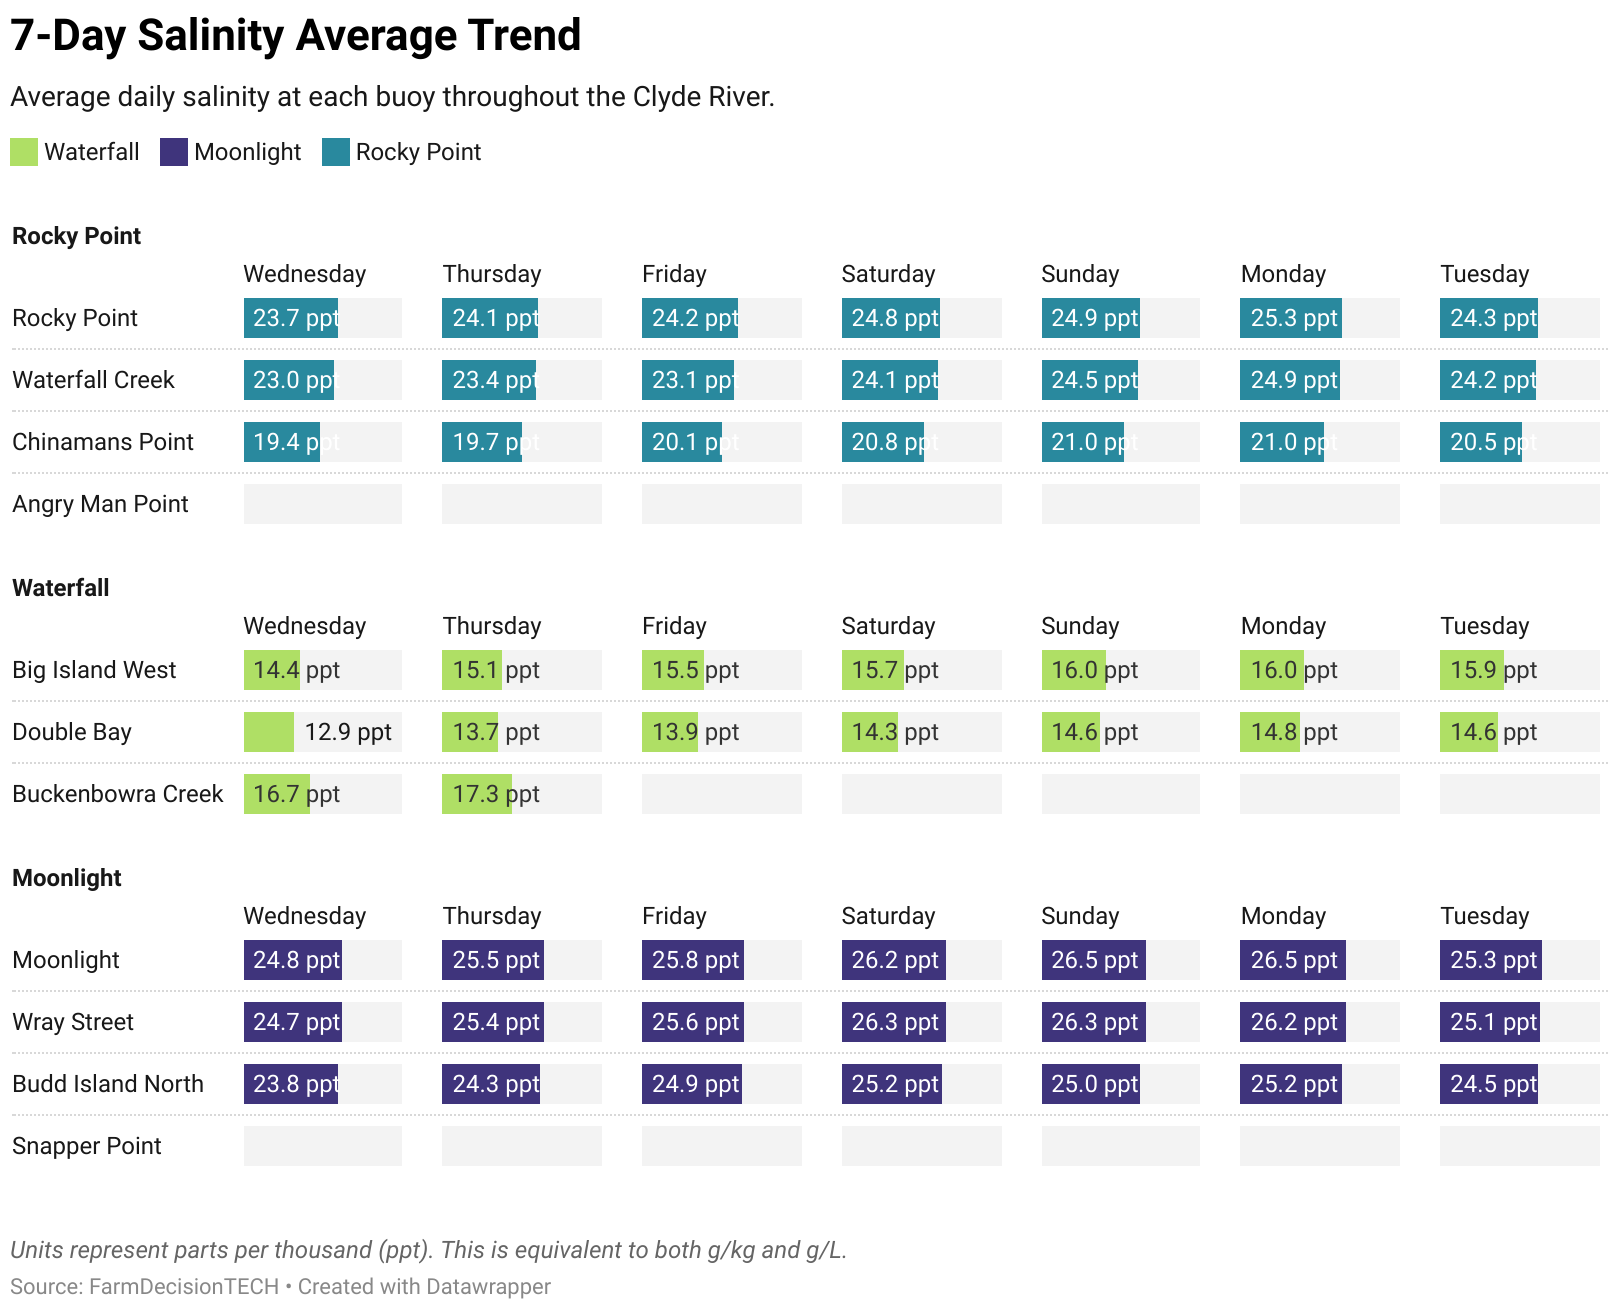 7-Day Salinity Average Trend
Average daily salinity at each buoy throughout the Clyde River.
Waterfall Moonlight Rocky Point
Rocky Point
Wednesday Thursday Friday Saturday Sunday Monday Tuesday
Rocky Point 23.7 ppt 24.1 ppt 24.2 ppt 24.8 ppt 24.9 ppt 25.3 ppt 24.3 ppt
Waterfall Creek 23.0 ppt 23.4 ppt 23.1 ppt 24.1 ppt 24.5 ppt 24.9 ppt 24.2 ppt
Chinamans Point 19.4 ppt 19.7 ppt 20.1 ppt 20.8 ppt 21.0 ppt 21.0 ppt 20.5 ppt
Angry Man Point
Waterfall
Wednesday Thursday Friday Saturday Sunday Monday Tuesday
Big Island West 14.4 ppt 15.1 ppt 15.5 ppt 15.7 ppt 16.0 ppt 16.0 ppt 15.9 ppt
Double Bay 12.9 ppt 13.7 ppt 13.9 ppt 14.3 ppt 14.6 ppt 14.8 ppt 14.6 ppt
Buckenbowra Creek 16.7 ppt 17.3 ppt
Moonlight
Wednesday Thursday Friday Saturday Sunday Monday Tuesday
Moonlight 24.8 ppt 25.5 ppt 25.8 ppt 26.2 ppt 26.5 ppt 26.5 ppt 25.3 ppt
Wray Street 24.7 ppt 25.4 ppt 25.6 ppt 26.3 ppt 26.3 ppt 26.2 ppt 25.1 ppt
Budd Island North 23.8 ppt 24.3 ppt 24.9 ppt 25.2 ppt 25.0 ppt 25.2 ppt 24.5 ppt
Snapper Point
Units represent parts per thousand (ppt). This is equivalent to both g/kg and g/L.
Source: FarmDecisionTECH • Created with Datawrapper